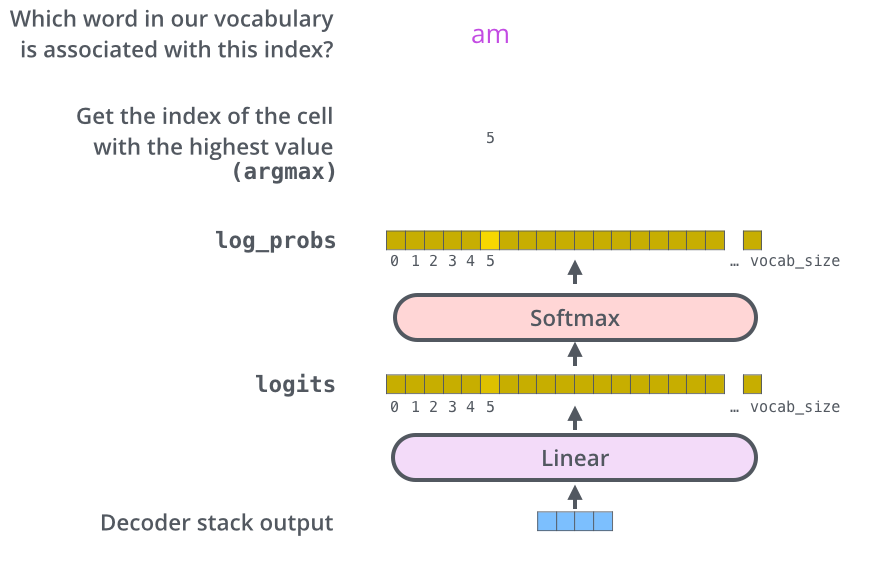 Which word in our vocabulary
is associated with this index?
am
Get the index of the cell
with the highest value
(argmax)
5
log_probs
0 1 2 3 4 5 … vocab_size
Softmax
logits
0 1 2 3 4 5 … vocab_size
Linear
Decoder stack output